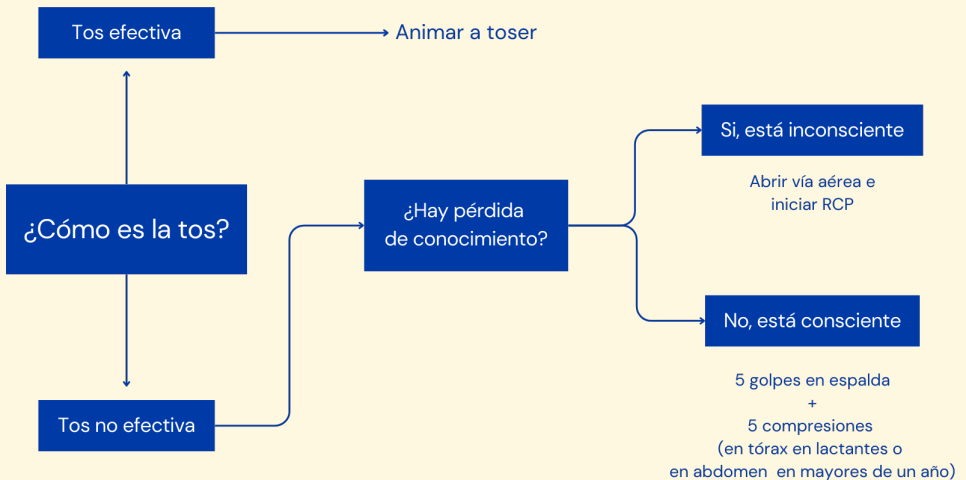 Tos efectiva
Animar a toser
¿Cómo es la tos?
Tos no efectiva
¿Hay pérdida
de conocimiento?
Si, está inconsciente
Abrir vía aérea e
iniciar RCP
No, está consciente
5 golpes en espalda
+
5 compresiones
(en tórax en lactantes o
en abdomen en mayores de un año)